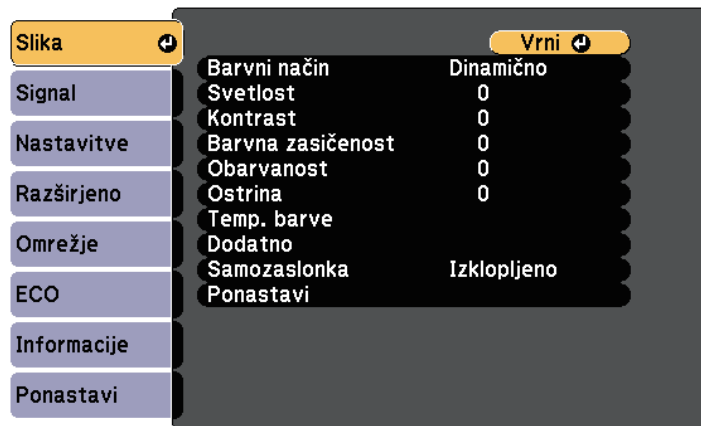 Slika
Signal
Nastavitve
Razširjeno
Omrežje
ECO
Informacije
Ponastavi
Vrni
Barvni način Dinamično
Svetlost 0
Kontrast 0
Barvna zasičenost 0
Obarvanost 0
Ostrina 0
Temp. barve
Dodatno
Samozaslonka Izklopljeno
Ponastavi